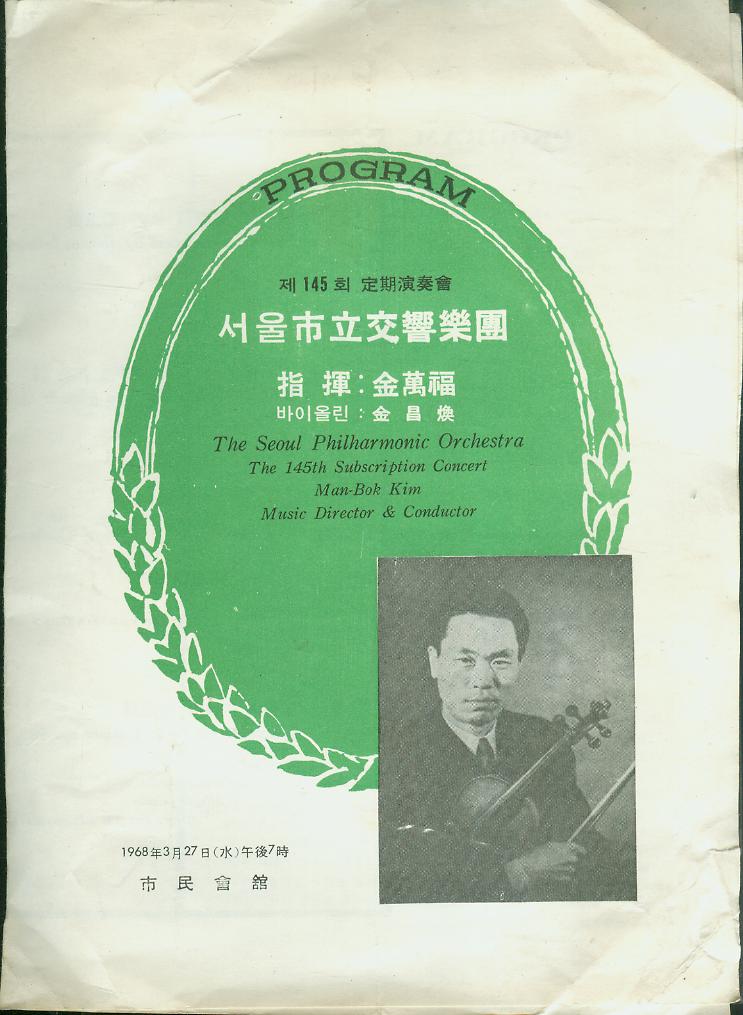 PROGRAM
제 145 회 定期演奏會
서울市立交響樂團
指 揮 : 金萬福
바이올린 : 金 昌 煥
The Seoul Philharmonic Orchestra
The 145th Subscription Concert
Man-Bok Kim
Music Director & Conductor
1968年3月27日(水)午後7時
市 民 會 舘